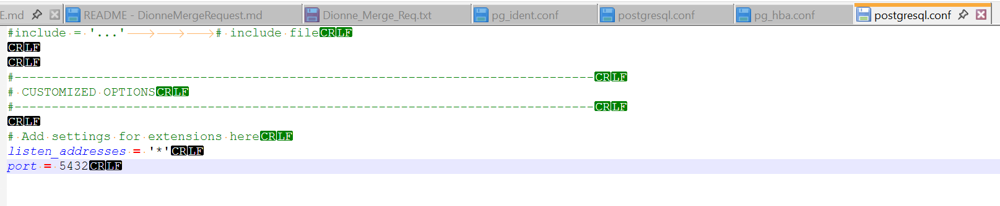 E.md README - DionneMergeRequest.md Dionne_Merge_Req.txt pg_ident.conf postgresql.conf pg_hba.conf postgresql.conf
#include = '...' # include fileCRLF
CRLF
CRLF
#------------------------------------------------------------------------------CRLF
# CUSTOMIZED OPTIONSCRLF
#------------------------------------------------------------------------------CRLF
CRLF
# Add settings for extensions hereCRLF
listen_addresses = '*'CRLF
port = 5432CRLF